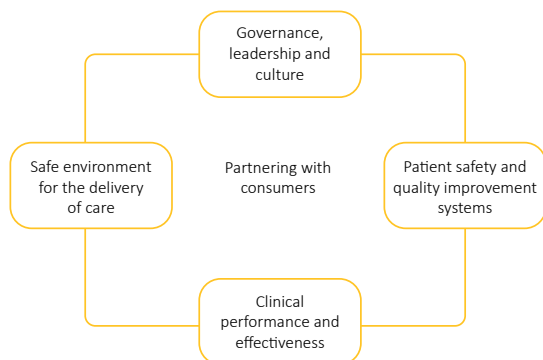 Governance,
leadership and
culture
Safe environment
for the delivery
of care
Partnering with
consumers
Patient safety and
quality improvement
systems
Clinical
performance and
effectiveness